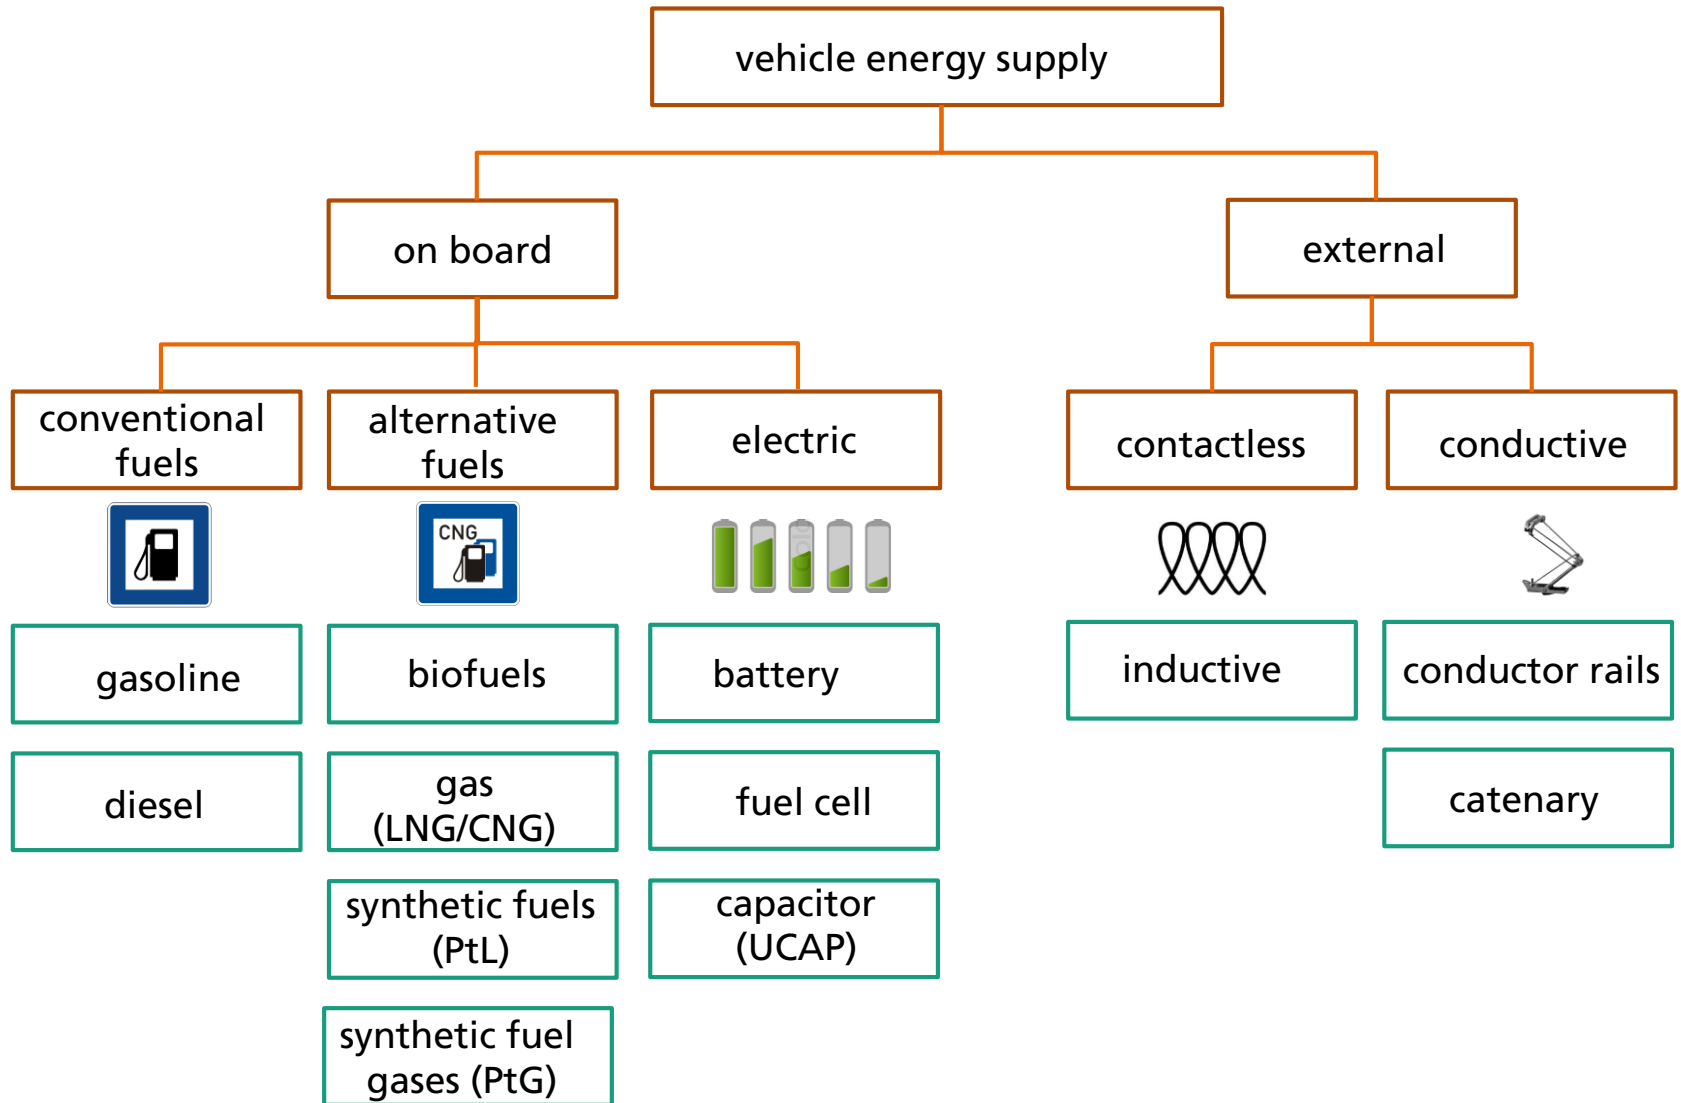 vehicle energy supply
on board
external
conventional
fuels
alternative
fuels
electric
contactless
conductive
CNG
gasoline
biofuels
battery
inductive
conductor rails
diesel
gas
(LNG/CNG)
fuel cell
catenary
synthetic fuels
(PtL)
capacitor
(UCAP)
synthetic fuel
gases (PtG)